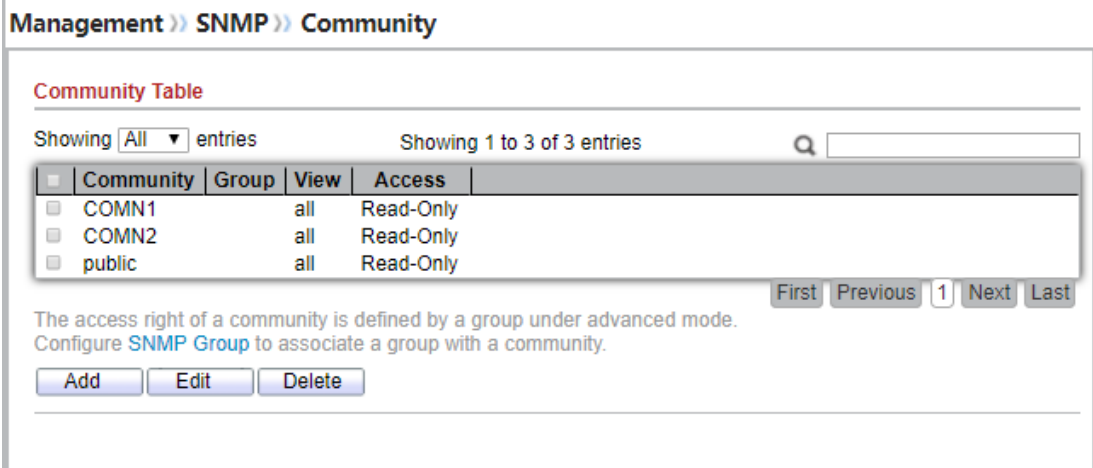 Management » SNMP » Community
Community Table
Showing All ▼ entries Showing 1 to 3 of 3 entries
Community Group View Access
COMN1 all Read-Only
COMN2 all Read-Only
public all Read-Only
First Previous 1 Next Last
The access right of a community is defined by a group under advanced mode.
Configure SNMP Group to associate a group with a community.
Add Edit Delete